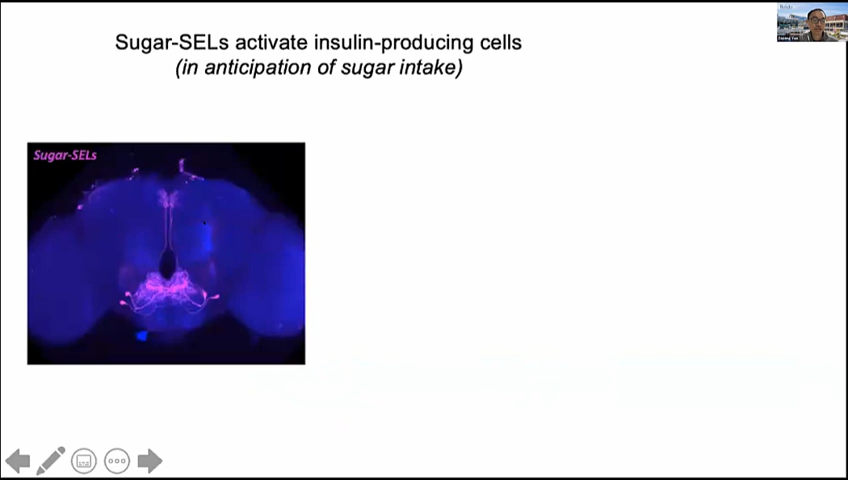 Sugar-SELs activate insulin-producing cells
(in anticipation of sugar intake)
Sugar-SELs